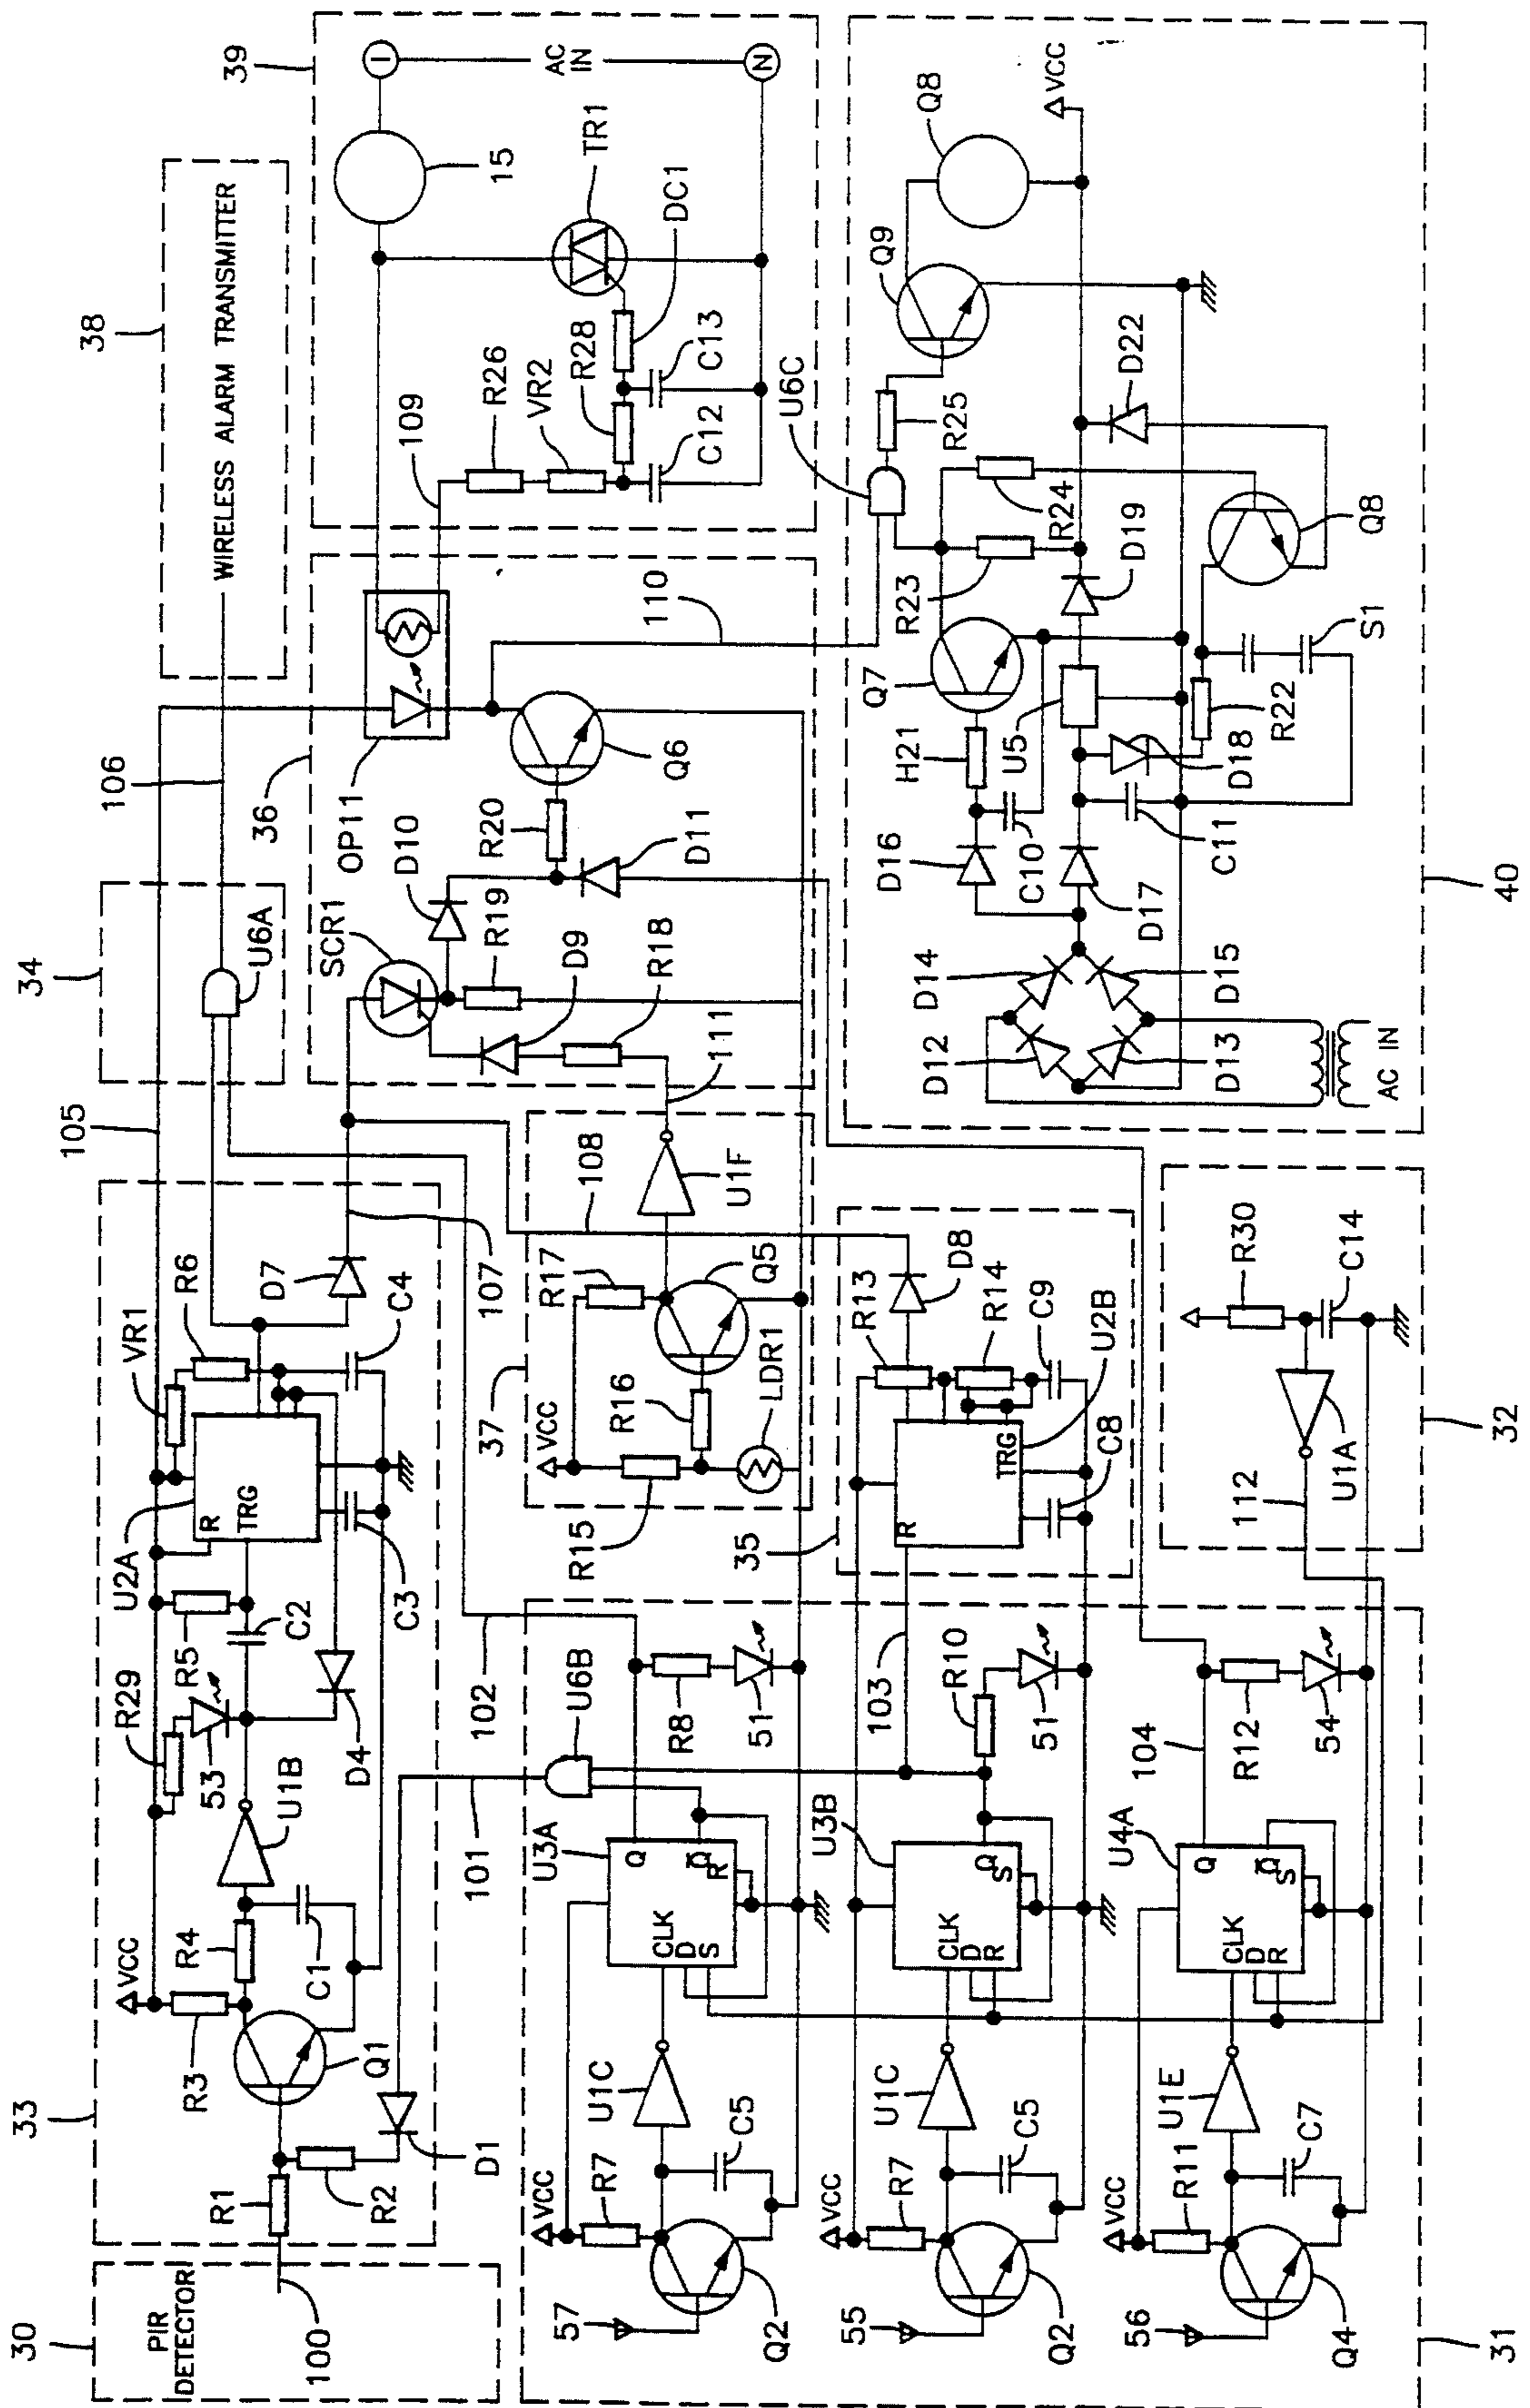 30
PIR
DETECTOR
100
33
R1
R2
D1
VCC
R3
Q1
R4
C1
U1B
R29
53
D4
R5
C2
U2A
R
TRG
C3
VR1
R6
C4
D7
105
107
34
U6A
106
38
WIRELESS ALARM TRANSMITTER
31
57
Q2
VCC
R7
C5
U1C
CLK
D
S
Q
Q
R
U3A
101
U6B
102
R8
51
55
Q2
VCC
R7
C5
U1C
CLK
D
R
Q
S
U3B
R10
51
103
56
Q4
VCC
R11
C7
U1E
CLK
D
R
Q
Q
S
U4A
104
R12
54
35
R
TRG
U2B
C8
C9
R13
R14
D8
108
37
VCC
R15
R16
LDR1
R17
Q5
U1F
111
32
112
U1A
R30
C14
36
SCR1
D9
R18
R19
D10
D11
R20
Q6
OP11
110
39
109
R26
VR2
R28
C12
C13
DC1
TR1
15
I
AC
IN
N
40
AC IN
D12
D13
D14
D15
D16
D17
C10
C11
H21
U5
D18
R22
S1
Q7
D19
R23
R24
Q8
D22
U6C
R25
Q9
Q8
VCC